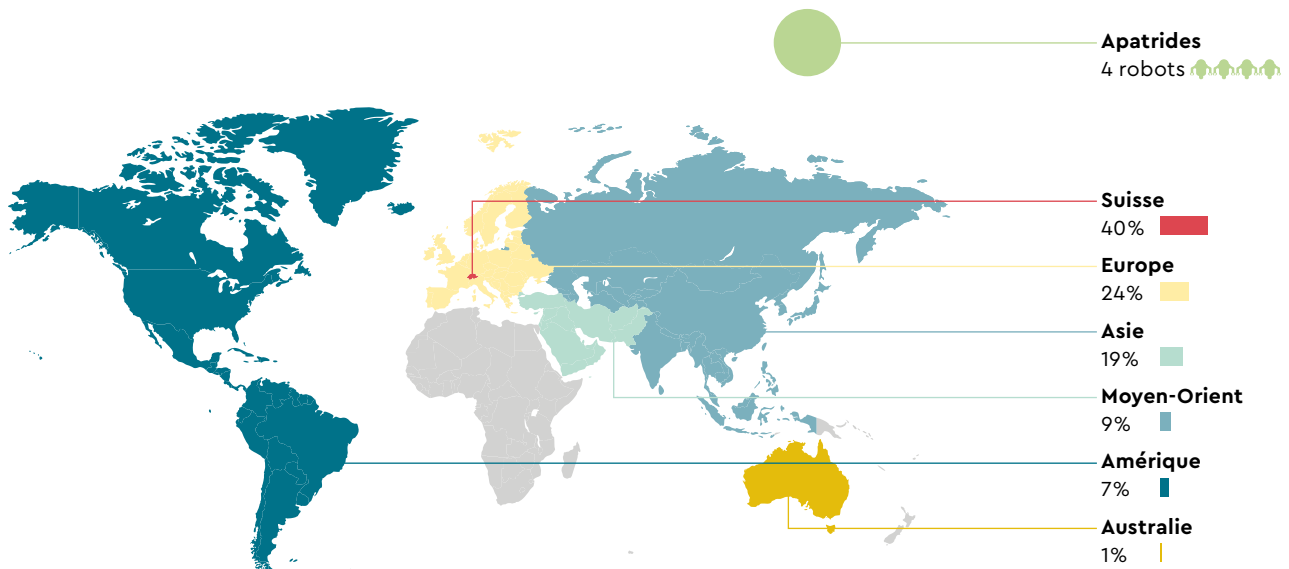 Apatrides
4 robots
Suisse
40%
Europe
24%
Asie
19%
Moyen-Orient
9%
Amérique
7%
Australie
1%